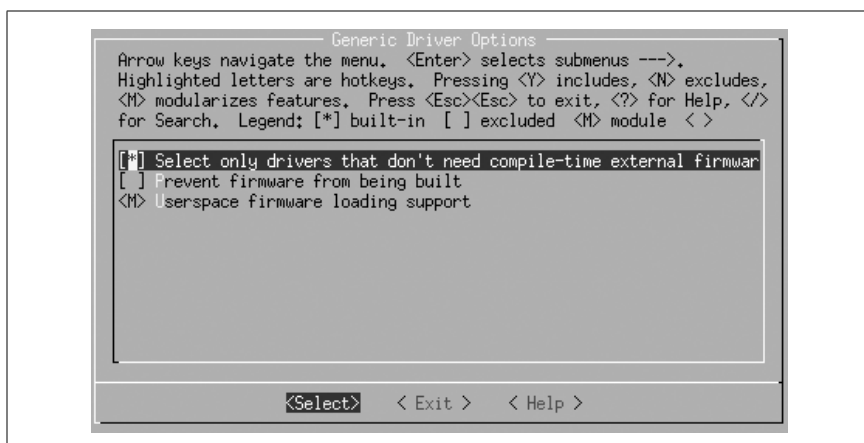 Generic Driver Options
Arrow keys navigate the menu. <Enter> selects submenus --->.
Highlighted letters are hotkeys. Pressing <Y> includes, <N> excludes,
<M> modularizes features. Press <Esc><Esc> to exit, <?> for Help, </>
for Search. Legend: [*] built-in [ ] excluded <M> module < >
[*] Select only drivers that don't need compile-time external firmwar
[ ] Prevent firmware from being built
<M> Userspace firmware loading support
<Select> < Exit > < Help >